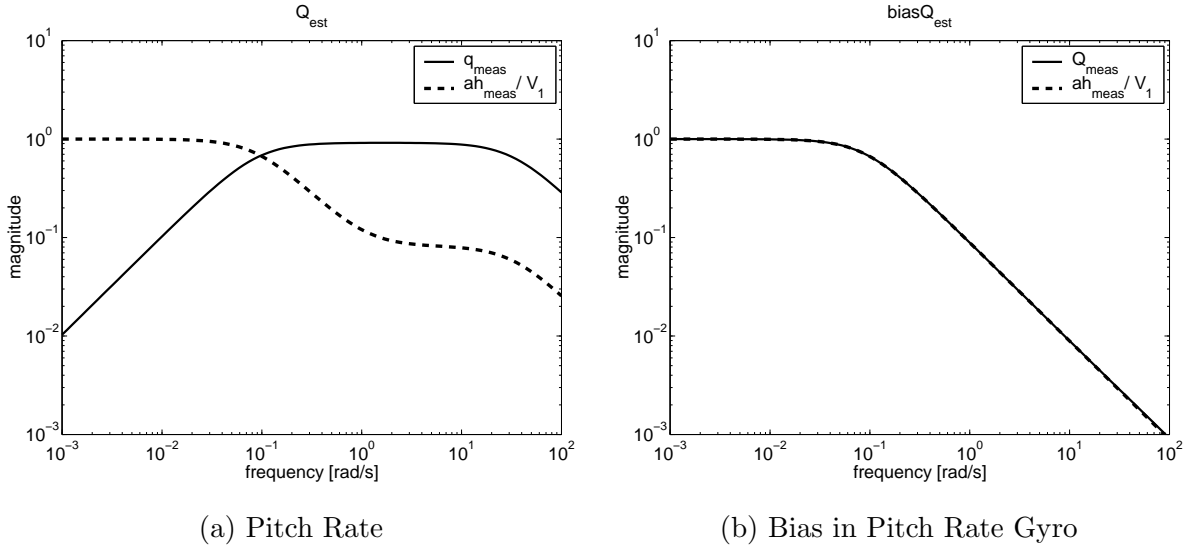 Q_est
10^1
10^0
10^−1
10^−2
10^−3
magnitude
q_meas
ah_meas/ V_1
10^−3
10^−2
10^−1
10^0
10^1
10^2
frequency [rad/s]
(a) Pitch Rate
biasQ_est
10^1
10^0
10^−1
10^−2
10^−3
magnitude
Q_meas
ah_meas/ V_1
10^−3
10^−2
10^−1
10^0
10^1
10^2
frequency [rad/s]
(b) Bias in Pitch Rate Gyro